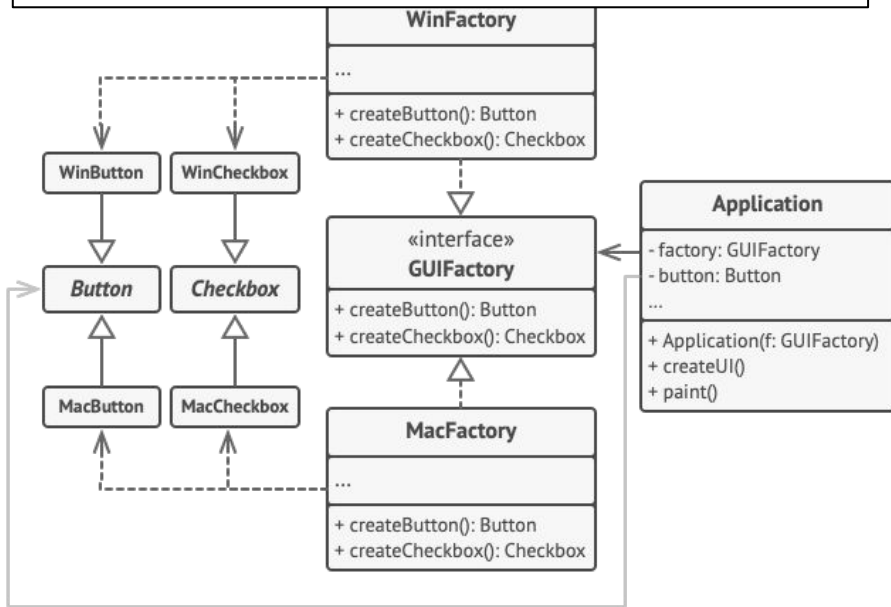 WinFactory
...
+ createButton(): Button
+ createCheckbox(): Checkbox
WinButton
WinCheckbox
Button
Checkbox
MacButton
MacCheckbox
«interface»
GUIFactory
+ createButton(): Button
+ createCheckbox(): Checkbox
Application
- factory: GUIFactory
- button: Button
...
+ Application(f: GUIFactory)
+ createUI()
+ paint()
MacFactory
...
+ createButton(): Button
+ createCheckbox(): Checkbox